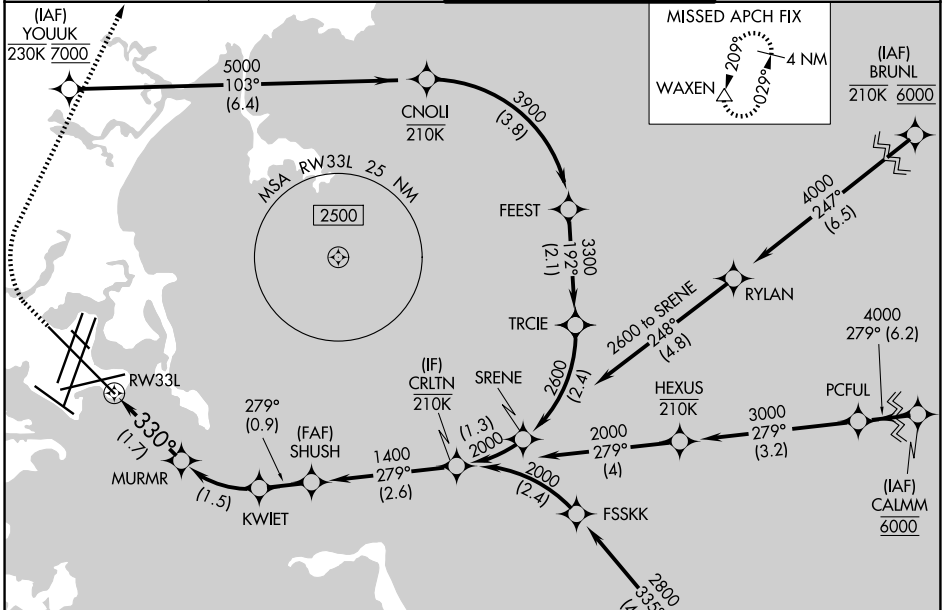 (IAF)
YOUUK
230K 7000
5000
103°
(6.4)
CNOLI
210K
3900
(3.8)
MISSED APCH FIX
209°
4 NM
WAXEN
029°
(IAF)
BRUNL
210K 6000
MSA RW33L 25 NM
2500
FEEST
3300
192°
(2.1)
4000
247°
(6.5)
RYLAN
TRCIE
2600 to SRENE
248°
(4.8)
2600
(2.4)
4000
279° (6.2)
PCFUL
(IF)
CRLTN
210K
SRENE
HEXUS
210K
RW33L
330°
(1.7)
279°
(0.9)
(FAF)
SHUSH
(1.3)
2000
2000
279°
(4)
3000
279°
(3.2)
(IAF)
CALMM
6000
MURMR
(1.5)
KWIET
1400
279°
(2.6)
2000
(2.4)
FSSKK
2800
335°